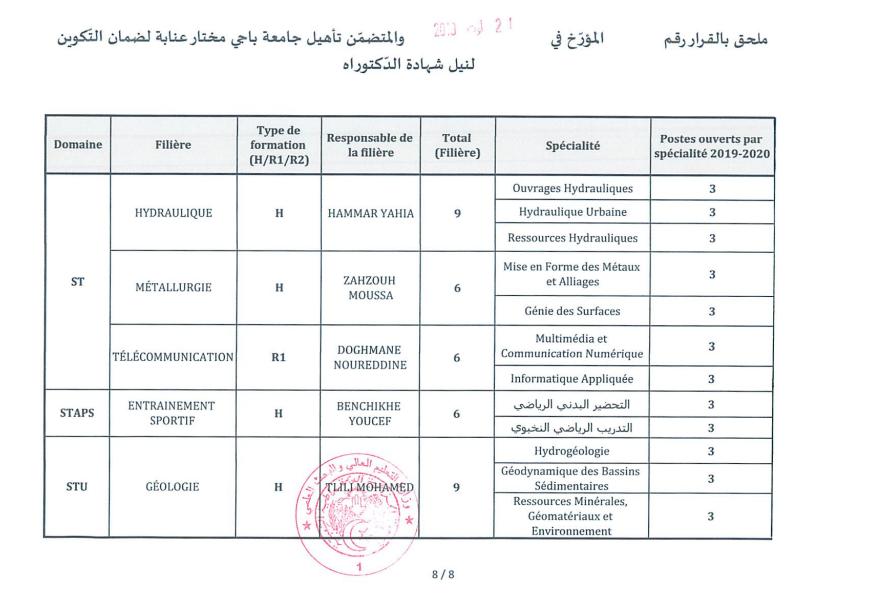 ملحق بالقرار رقم المؤرّخ في 21 والمتضمّن تأهيل جامعة باجي مختار عنابة لضمان التّكوين
لنيل شهادة الدّكتوراه
Domaine Filière Type de formation (H/R1/R2) Responsable de la filière Total (Filière) Spécialité Postes ouverts par spécialité 2019-2020
ST HYDRAULIQUE H HAMMAR YAHIA 9 Ouvrages Hydrauliques 3
Hydraulique Urbaine 3
Ressources Hydrauliques 3
MÉTALLURGIE H ZAHZOUH MOUSSA 6 Mise en Forme des Métaux et Alliages 3
Génie des Surfaces 3
TÉLÉCOMMUNICATION R1 DOGHMANE NOUREDDINE 6 Multimédia et Communication Numérique 3
Informatique Appliquée 3
STAPS ENTRAINEMENT SPORTIF H BENCHIKHE YOUCEF 6 التحضير البدني الرياضي 3
التدريب الرياضي النخبوي 3
STU GÉOLOGIE H TLILI MOHAMED 9 Hydrogéologie 3
Géodynamique des Bassins Sédimentaires 3
Ressources Minérales, Géomatériaux et Environnement 3
وزارة التعليم العالي والبحث العلمي
1
8 / 8